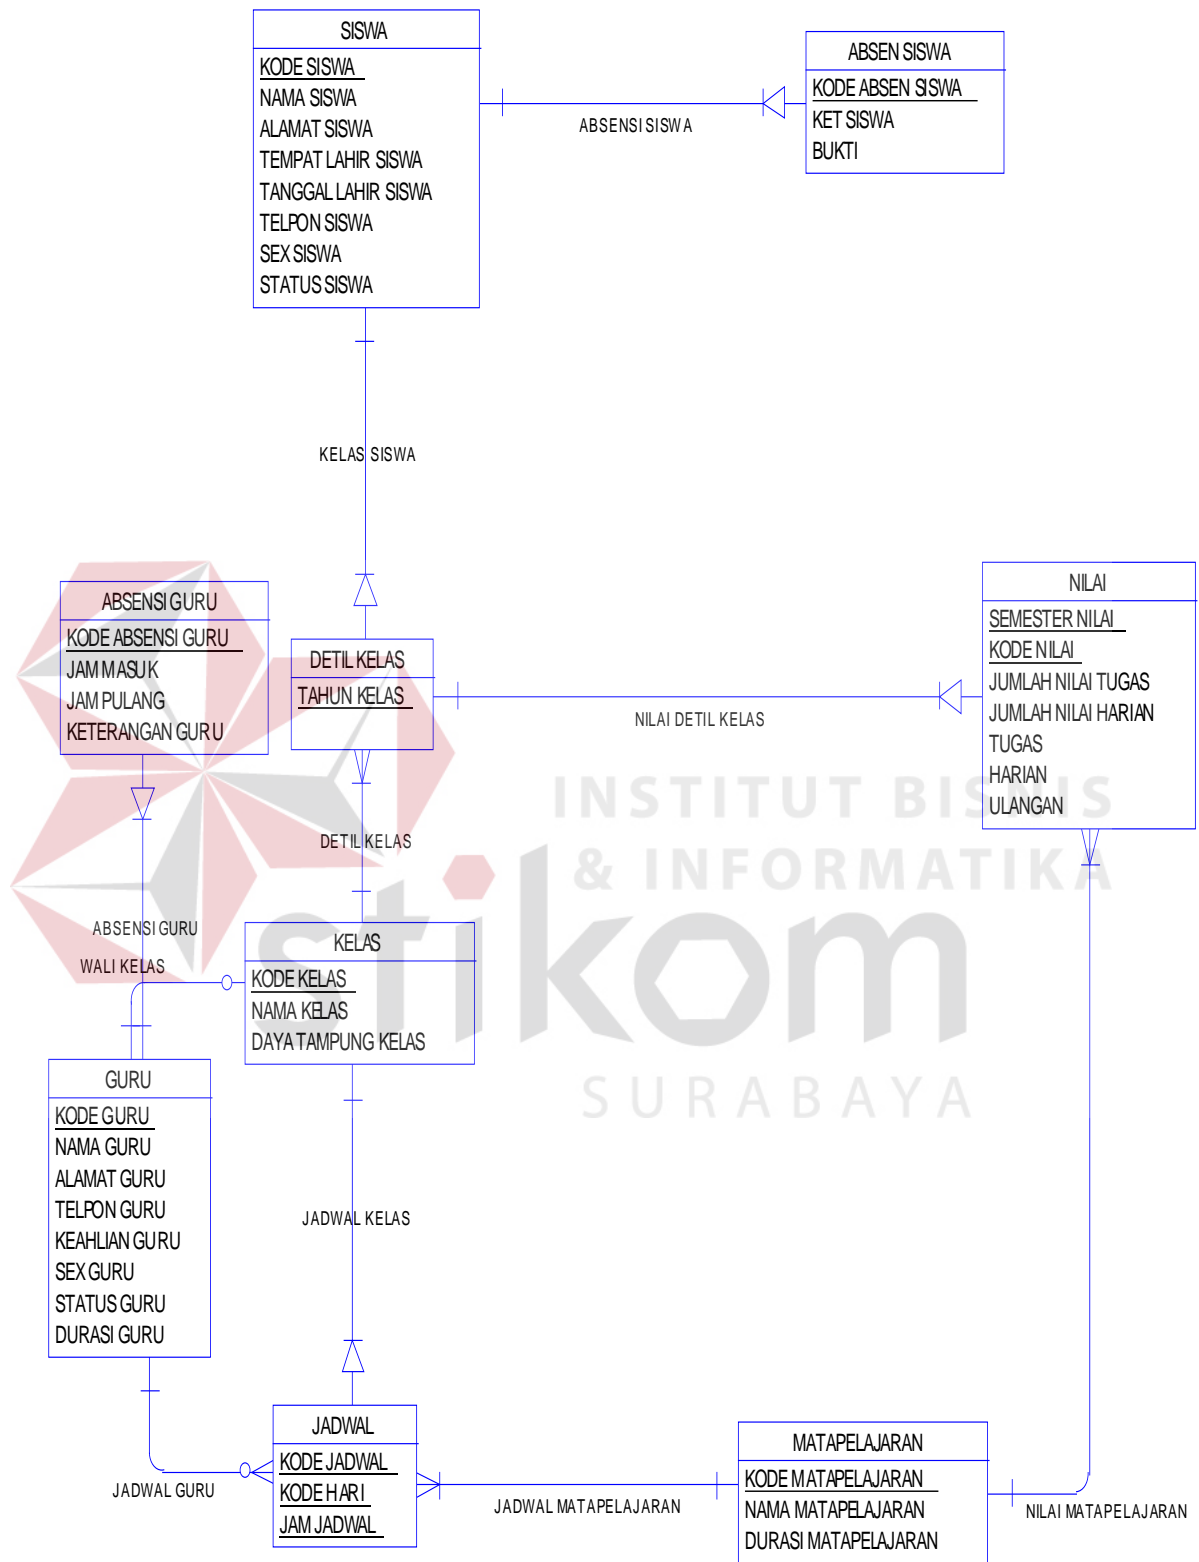 SISWA
KODE SISWA
NAMA SISWA
ALAMAT SISWA
TEMPAT LAHIR SISWA
TANGGAL LAHIR SISWA
TELPON SISWA
SEX SISWA
STATUS SISWA
ABSEN SISWA
KODE ABSEN SISWA
KET SISWA
BUKTI
ABSENSI SISWA
KELAS SISWA
ABSENSI GURU
KODE ABSENSI GURU
JAM MASUK
JAM PULANG
KETERANGAN GURU
DETIL KELAS
TAHUN KELAS
NILAI DETIL KELAS
NILAI
SEMESTER NILAI
KODE NILAI
JUMLAH NILAI TUGAS
JUMLAH NILAI HARIAN
TUGAS
HARIAN
ULANGAN
INSTITUT BISNIS
& INFORMATIKA
stikom
SURABAYA
DETIL KELAS
ABSENSI GURU
WALI KELAS
KELAS
KODE KELAS
NAMA KELAS
DAYA TAMPUNG KELAS
GURU
KODE GURU
NAMA GURU
ALAMAT GURU
TELPON GURU
KEAHLIAN GURU
SEX GURU
STATUS GURU
DURASI GURU
JADWAL KELAS
JADWAL GURU
JADWAL
KODE JADWAL
KODE HARI
JAM JADWAL
JADWAL MATAPELAJARAN
MATAPELAJARAN
KODE MATAPELAJARAN
NAMA MATAPELAJARAN
DURASI MATAPELAJARAN
NILAI MATAPELAJARAN